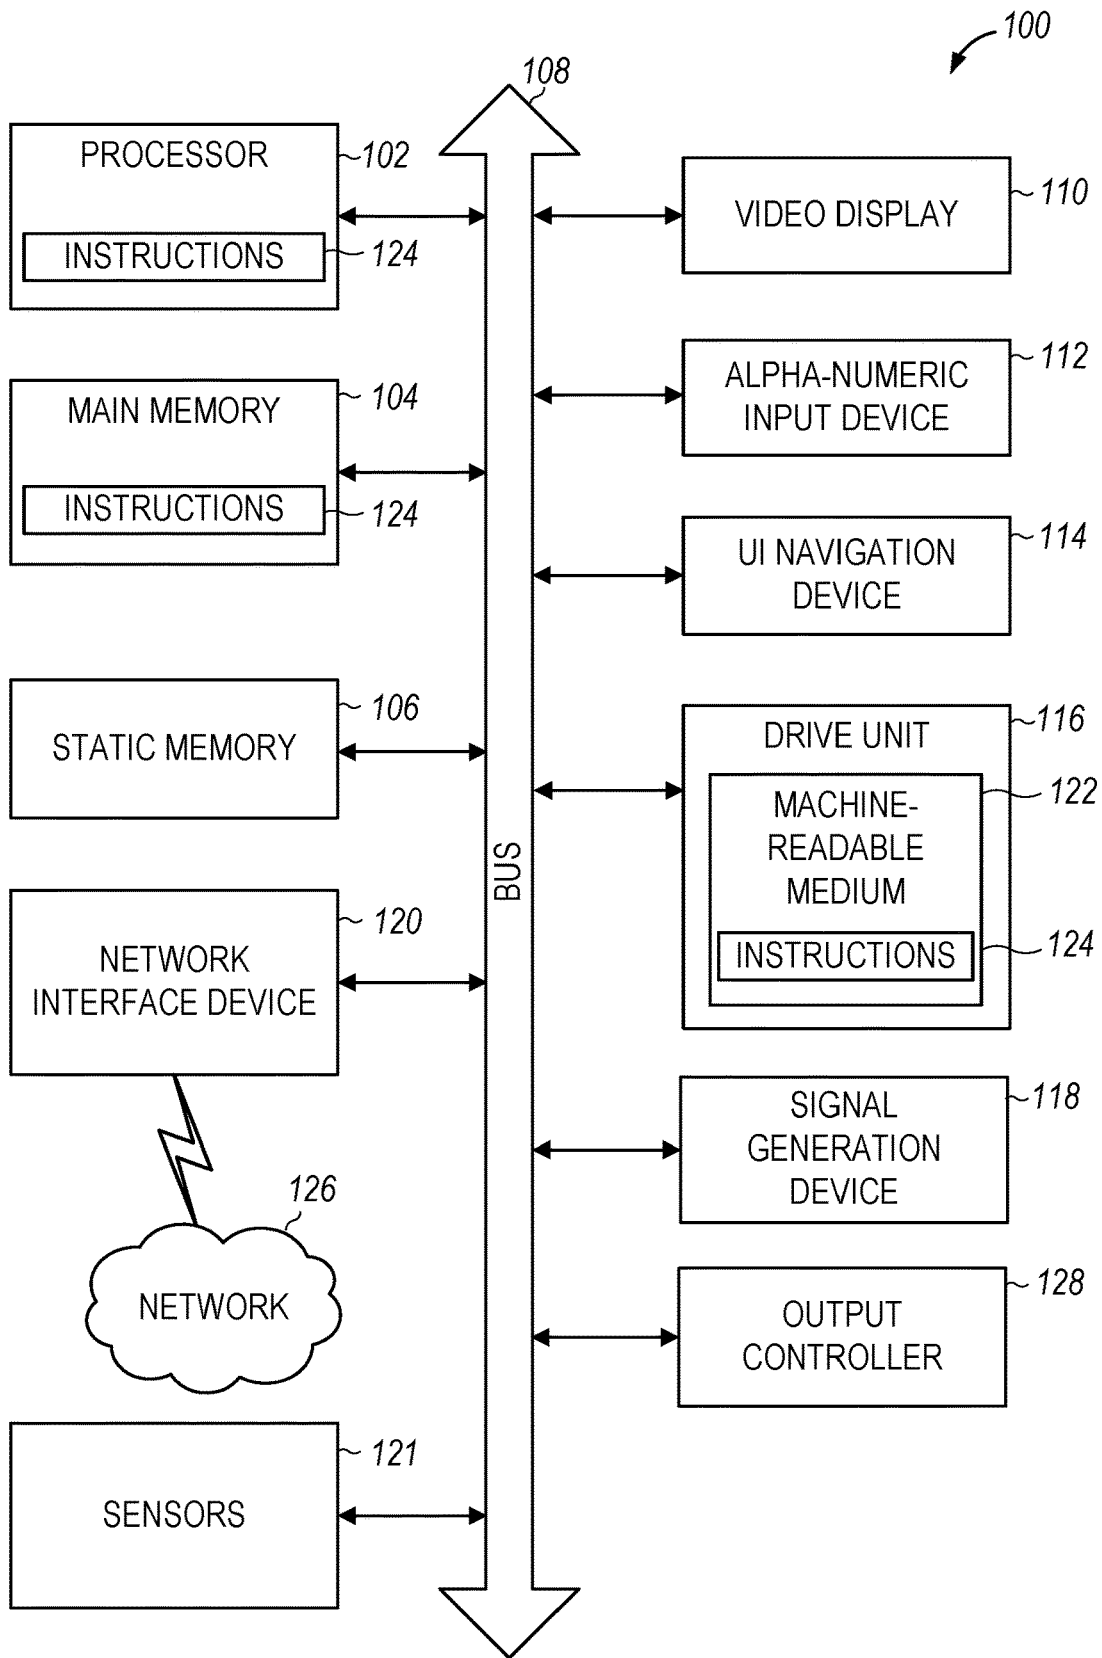 100
108
PROCESSOR
102
INSTRUCTIONS
124
MAIN MEMORY
104
INSTRUCTIONS
124
STATIC MEMORY
106
NETWORK
INTERFACE DEVICE
120
126
NETWORK
SENSORS
121
BUS
VIDEO DISPLAY
110
ALPHA-NUMERIC
INPUT DEVICE
112
UI NAVIGATION
DEVICE
114
DRIVE UNIT
116
MACHINE-
READABLE
MEDIUM
122
INSTRUCTIONS
124
SIGNAL
GENERATION
DEVICE
118
OUTPUT
CONTROLLER
128